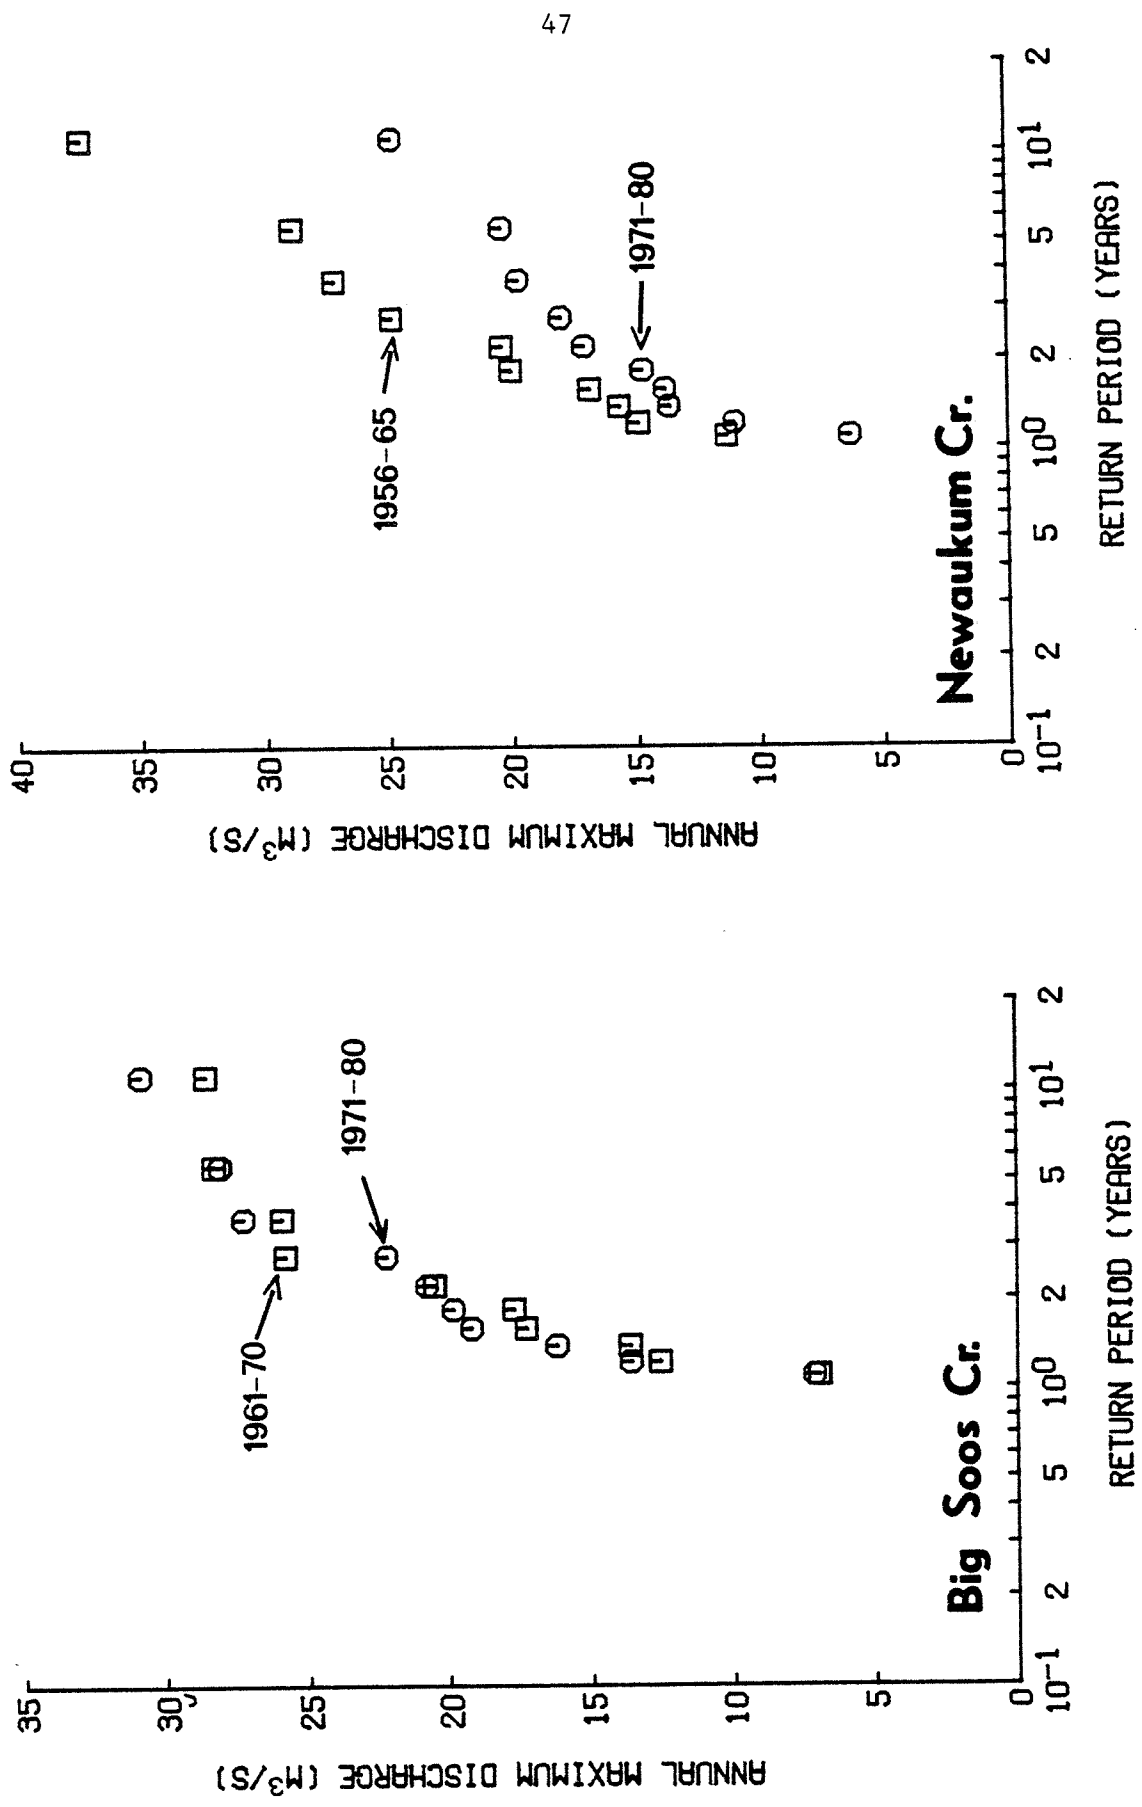 47
ANNUAL MAXIMUM DISCHARGE (M³/S)
35
30
25
20
15
10
5
0
1961-70
1971-80
Big Soos Cr.
10⁻¹ 2 5 10⁰ 2 5 10¹ 2
RETURN PERIOD (YEARS)
ANNUAL MAXIMUM DISCHARGE (M³/S)
40
35
30
25
20
15
10
5
0
1956-65
1971-80
Newaukum Cr.
10⁻¹ 2 5 10⁰ 2 5 10¹ 2
RETURN PERIOD (YEARS)